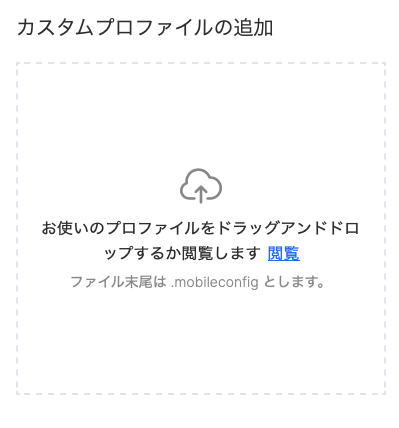 カスタムプロファイルの追加
お使いのプロファイルをドラッグアンドドロ
ップするか閲覧します 閲覧
ファイル末尾は .mobileconfig とします。